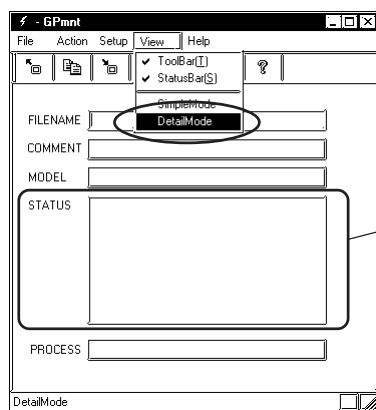 - GPmnt
File Action Setup View Help
ToolBar(T)
StatusBar(S)
SimpleMode
DetailMode
FILENAME
COMMENT
MODEL
STATUS
PROCESS
DetailMode